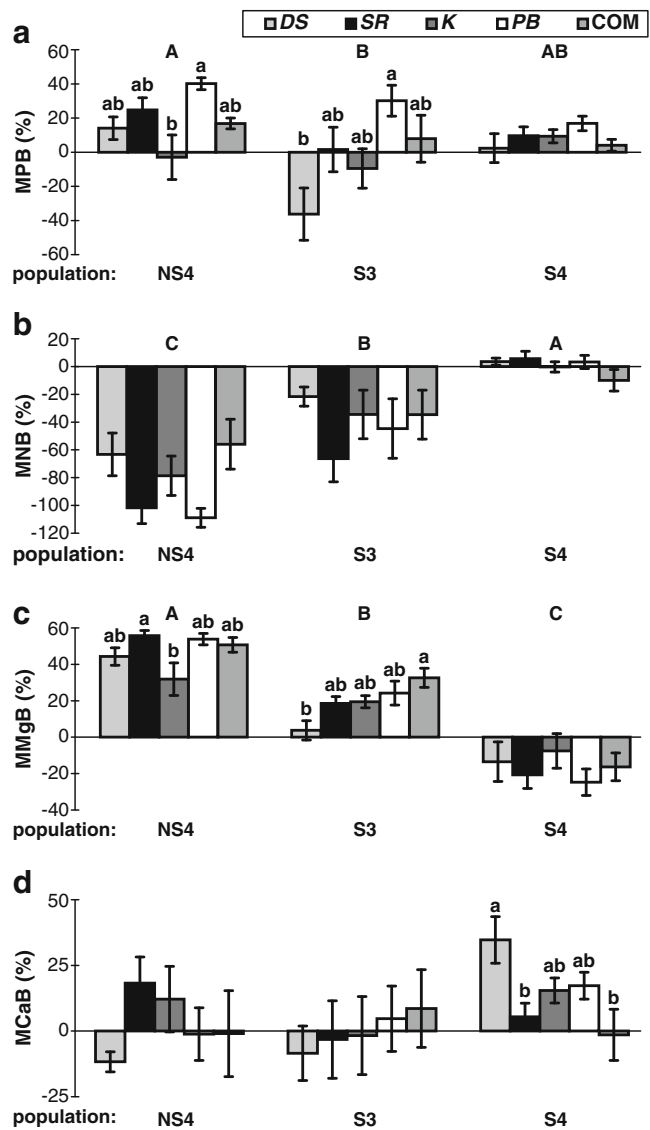 DS SR K PB COM
a
A B AB
60
40
20
0
-20
-40
-60
MPB (%)
ab ab b a ab
b ab ab a ab
population: NS4 S3 S4
b
C B A
20
0
-20
-40
-60
-80
-100
-120
MNB (%)
population: NS4 S3 S4
c
A B C
60
40
20
0
-20
-40
MMgB (%)
ab a b ab ab
b ab ab ab a
population: NS4 S3 S4
d
50
25
0
-25
MCaB (%)
a b ab ab b
population: NS4 S3 S4